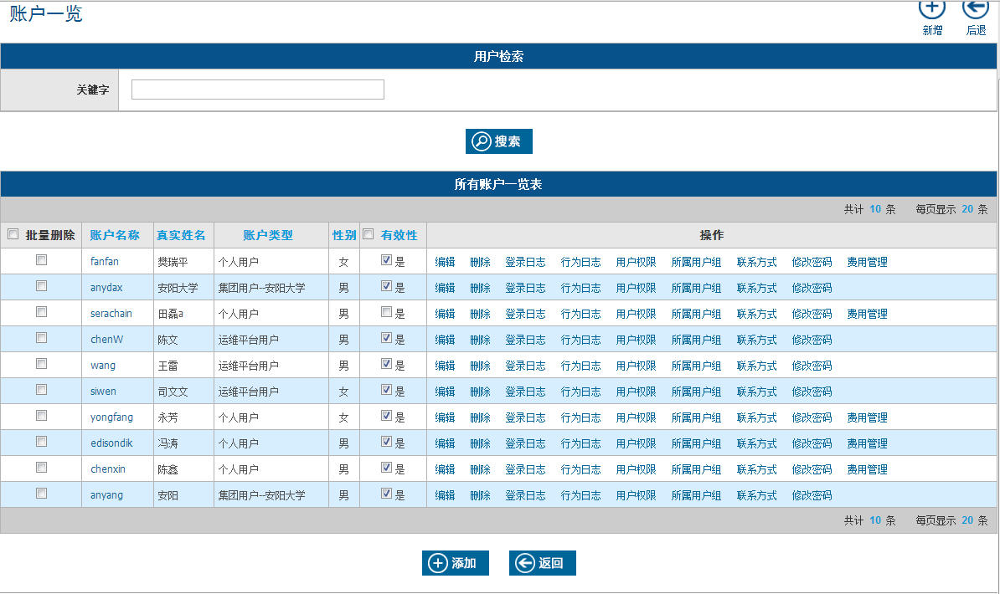 账户一览
新增 后退
用户检索
关键字
搜索
所有账户一览表
共计 10 条 每页显示 20 条
批量删除 账户名称 真实姓名 账户类型 性别 有效性 操作
fanfan 樊瑞平 个人用户 女 是 编辑 删除 登录日志 行为日志 用户权限 所属用户组 联系方式 修改密码 费用管理
anydax 安阳大学 集团用户--安阳大学 男 是 编辑 删除 登录日志 行为日志 用户权限 所属用户组 联系方式 修改密码
serachain 田磊a 个人用户 男 是 编辑 删除 登录日志 行为日志 用户权限 所属用户组 联系方式 修改密码 费用管理
chenW 陈文 运维平台用户 男 是 编辑 删除 登录日志 行为日志 用户权限 所属用户组 联系方式 修改密码
wang 王雷 运维平台用户 男 是 编辑 删除 登录日志 行为日志 用户权限 所属用户组 联系方式 修改密码
siwen 司文文 运维平台用户 女 是 编辑 删除 登录日志 行为日志 用户权限 所属用户组 联系方式 修改密码
yongfang 永芳 个人用户 女 是 编辑 删除 登录日志 行为日志 用户权限 所属用户组 联系方式 修改密码 费用管理
edisondik 冯涛 个人用户 男 是 编辑 删除 登录日志 行为日志 用户权限 所属用户组 联系方式 修改密码 费用管理
chenxin 陈鑫 个人用户 男 是 编辑 删除 登录日志 行为日志 用户权限 所属用户组 联系方式 修改密码 费用管理
anyang 安阳 集团用户--安阳大学 男 是 编辑 删除 登录日志 行为日志 用户权限 所属用户组 联系方式 修改密码
共计 10 条 每页显示 20 条
添加 返回